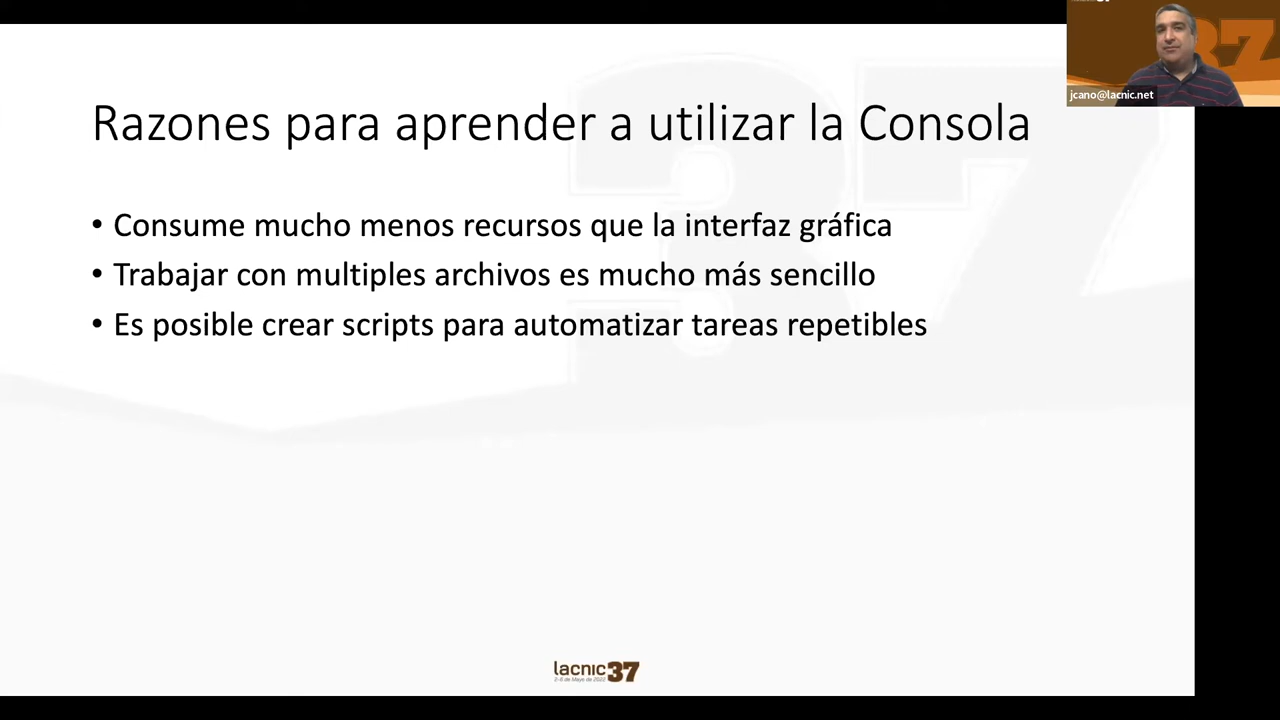 jcano@lacnic.net
Razones para aprender a utilizar la Consola
• Consume mucho menos recursos que la interfaz gráfica
• Trabajar con multiples archivos es mucho más sencillo
• Es posible crear scripts para automatizar tareas repetibles
lacnic37